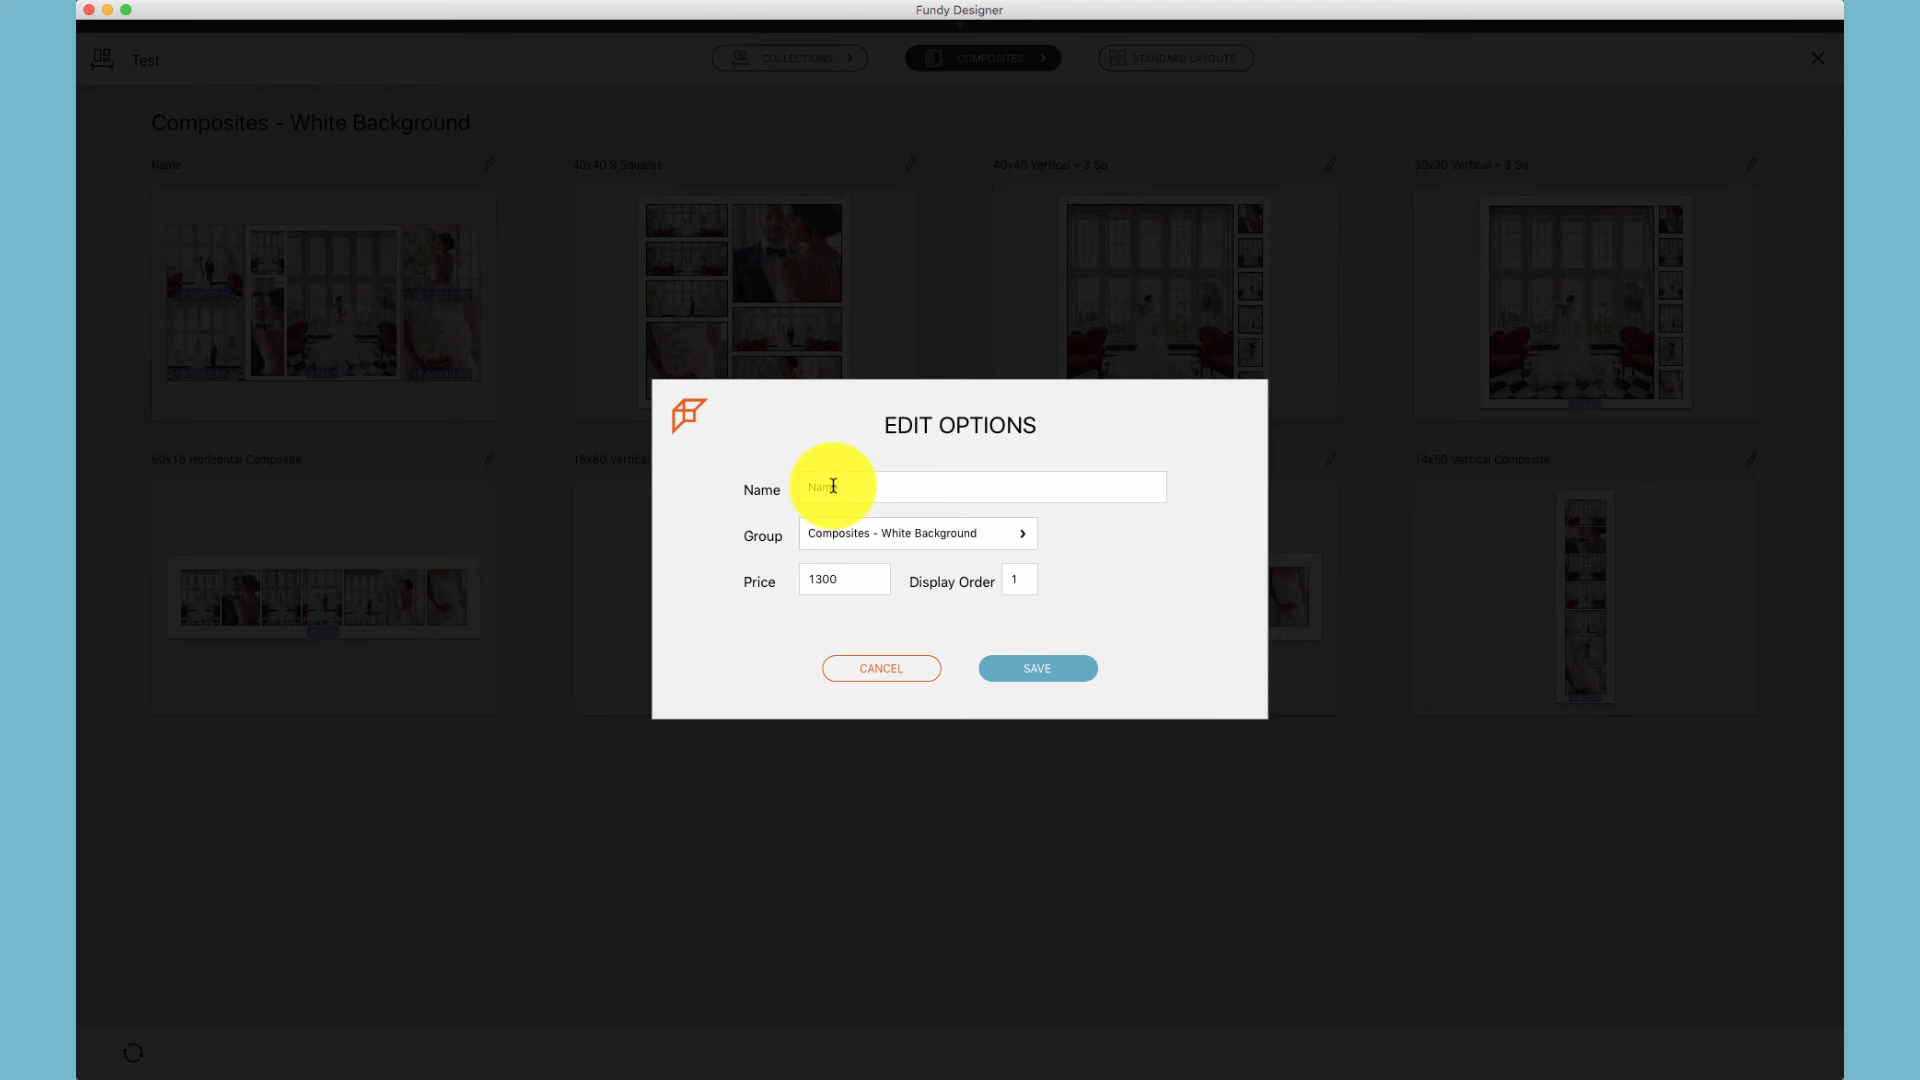 Fundy Designer
Test
COLLECTIONS
COMPOSITES
STANDARD LAYOUTS
Composites - White Background
Name
40x40 9 Squares
40x40 Vertical + 3 Sq
30x30 Vertical + 3 Sq
EDIT OPTIONS
60x16 Horizontal Composite
16x60 Vertical
14x50 Vertical Composite
Name
Name
Group
Composites - White Background
Price
1300
Display Order
1
CANCEL
SAVE